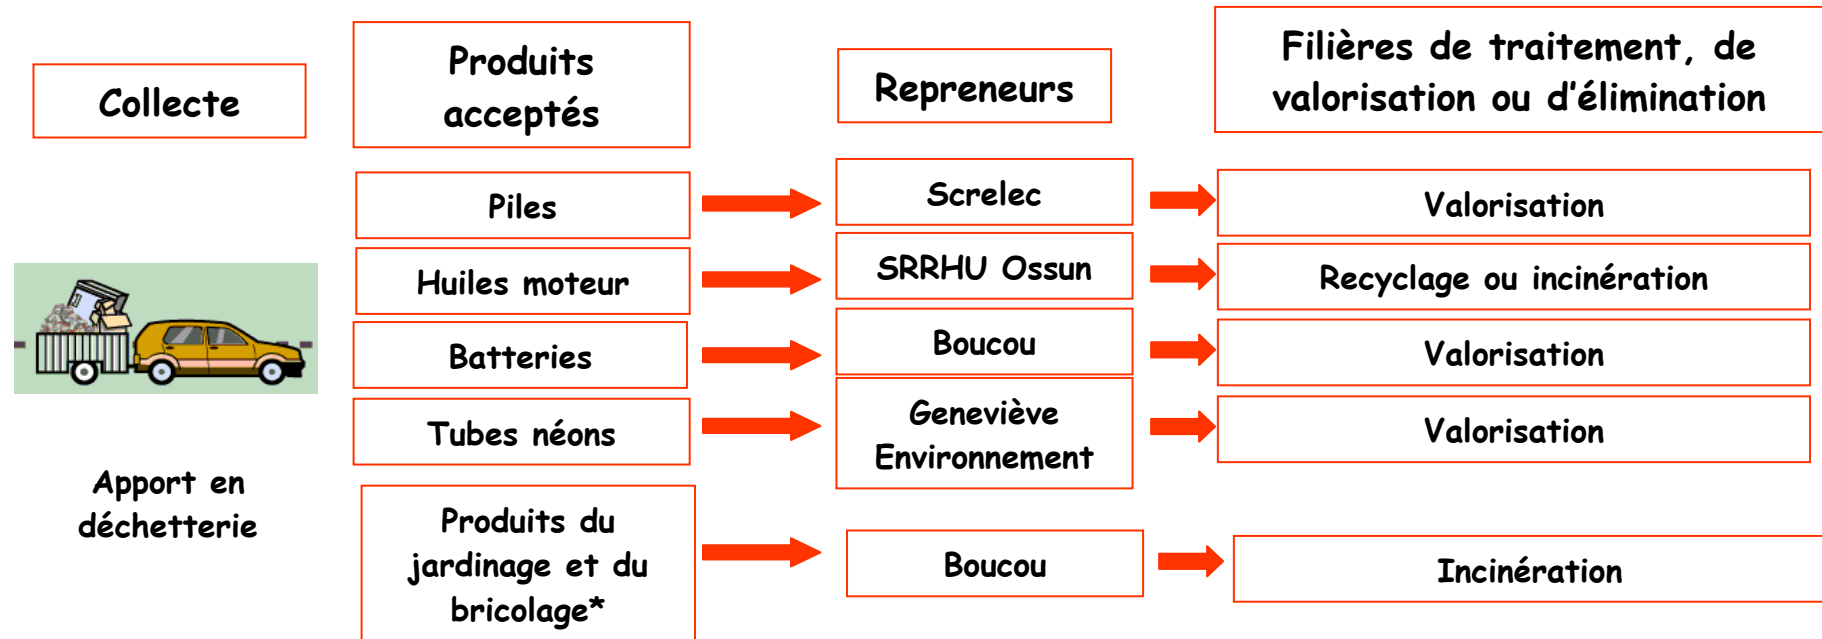 Collecte
Produits
acceptés
Repreneurs
Filières de traitement, de
valorisation ou d'élimination
Piles
Screlec
Valorisation
Huiles moteur
SRRHU Ossun
Recyclage ou incinération
Batteries
Boucou
Valorisation
Tubes néons
Geneviève
Environnement
Valorisation
Apport en
déchetterie
Produits du
jardinage et du
bricolage*
Boucou
Incinération